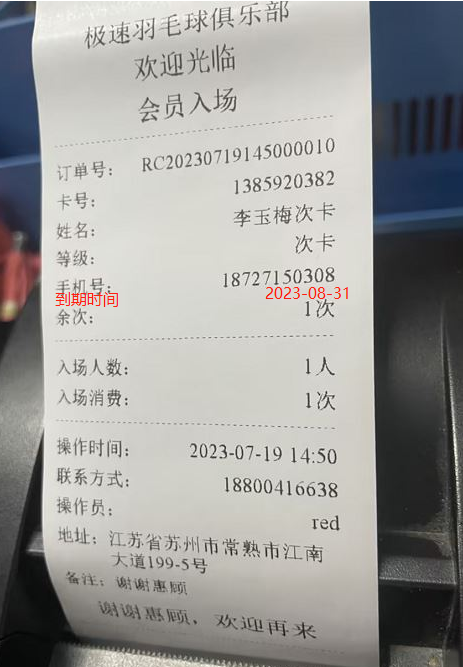 极速羽毛球俱乐部
欢迎光临
会员入场
订单号： RC20230719145000010
卡号： 1385920382
姓名： 李玉梅次卡
等级： 次卡
手机号： 18727150308
到期时间 2023-08-31
余次： 1次
入场人数： 1人
入场消费： 1次
操作时间： 2023-07-19 14:50
联系方式： 18800416638
操作员： red
地址： 江苏省苏州市常熟市江南
大道199-5号
备注： 谢谢惠顾
谢谢惠顾，欢迎再来